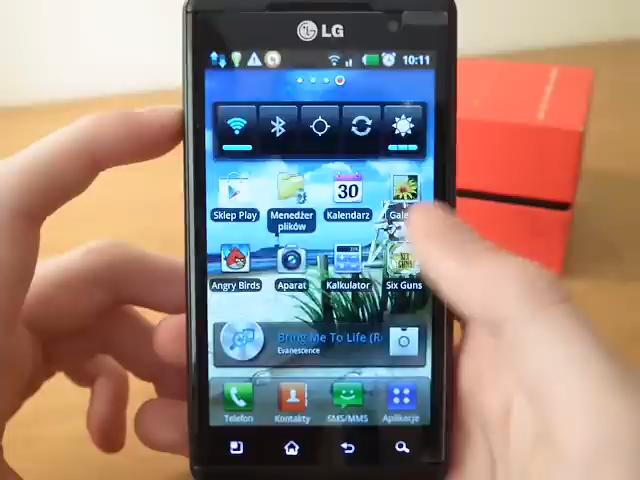 LG
10:11
Sklep Play Menedżer plików Kalendarz
30
Angry Birds Aparat Kalkulator Six Guns
Bring Me To Life (R
Evanescence
Telefon Kontakty SMS/MMS Aplikacje